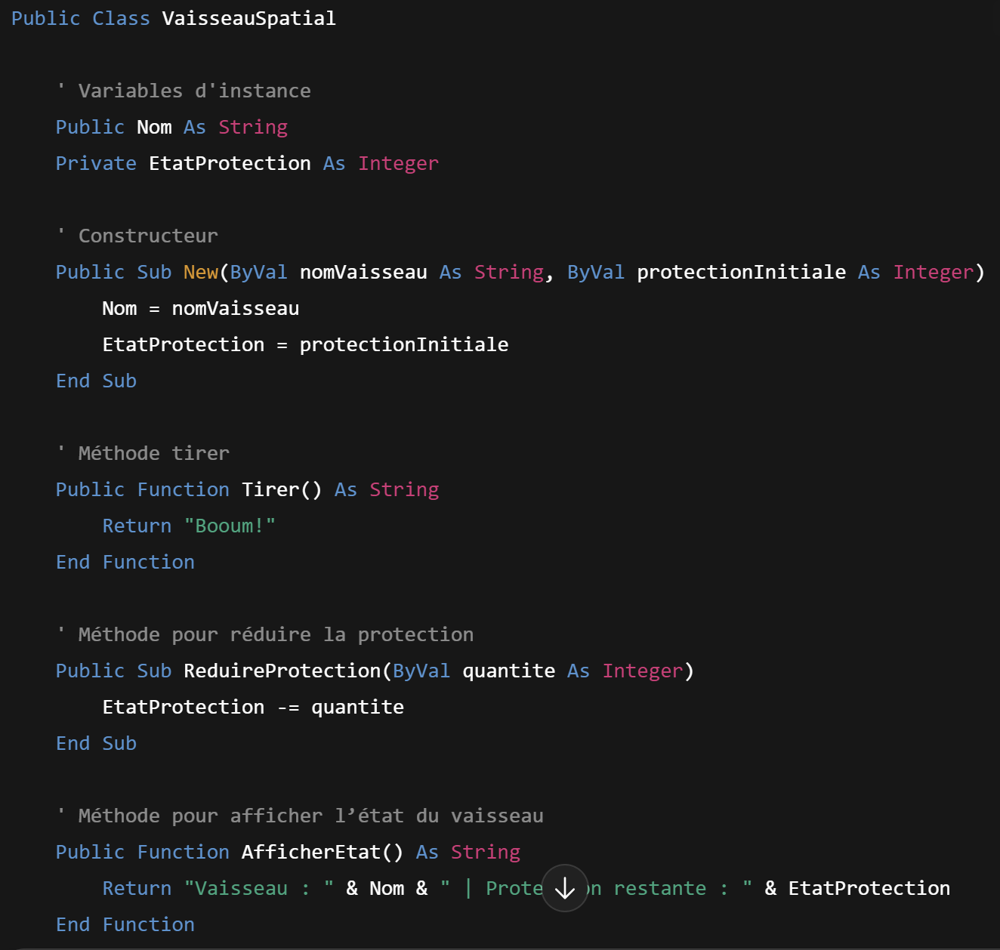 Public Class VaisseauSpatial
' Variables d'instance
Public Nom As String
Private EtatProtection As Integer
' Constructeur
Public Sub New(ByVal nomVaisseau As String, ByVal protectionInitiale As Integer)
Nom = nomVaisseau
EtatProtection = protectionInitiale
End Sub
' Méthode tirer
Public Function Tirer() As String
Return "Booum!"
End Function
' Méthode pour réduire la protection
Public Sub ReduireProtection(ByVal quantite As Integer)
EtatProtection -= quantite
End Sub
' Méthode pour afficher l’état du vaisseau
Public Function AfficherEtat() As String
Return "Vaisseau : " & Nom & " | restante : " & EtatProtection
End Function